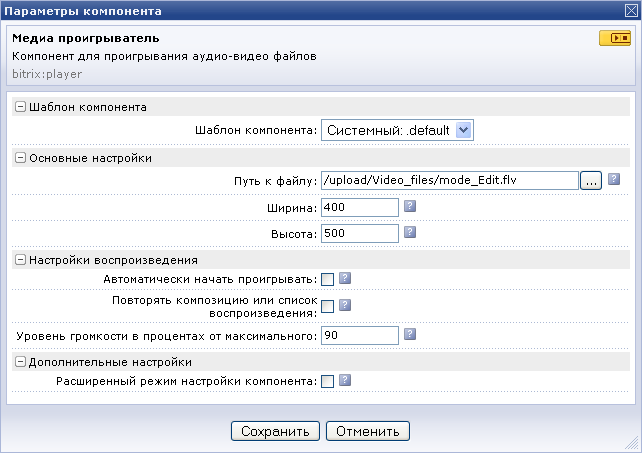 Параметры компонента
Медиа проигрыватель
Компонент для проигрывания аудио-видео файлов
bitrix:player
Шаблон компонента
Шаблон компонента: Системный: .default
Основные настройки
Путь к файлу: /upload/Video_files/mode_Edit.flv ... ?
Ширина: 400 ?
Высота: 500 ?
Настройки воспроизведения
Автоматически начать проигрывать: ?
Повторять композицию или список
воспроизведения: ?
Уровень громкости в процентах от максимального: 90 ?
Дополнительные настройки
Расширенный режим настройки компонента: ?
Сохранить Отменить